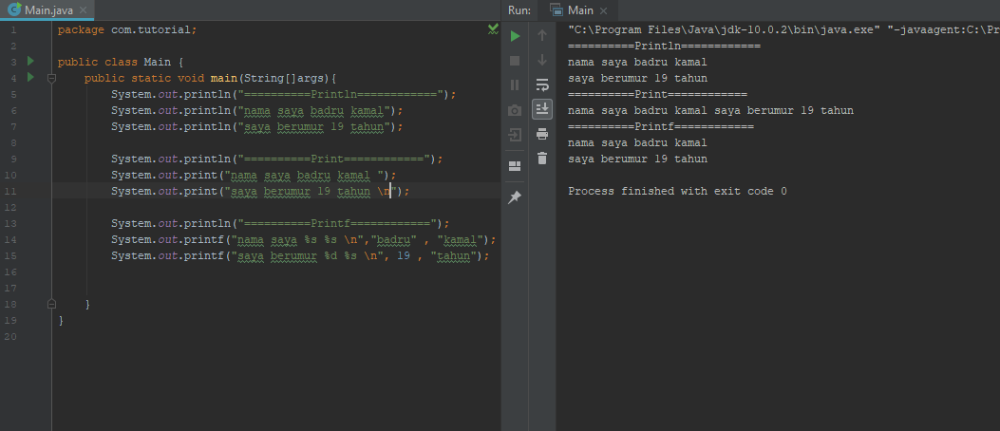 Main.java
1 package com.tutorial;
2
3 public class Main {
4 public static void main(String[]args){
5 System.out.println("==========Println============");
6 System.out.println("nama saya badru kamal");
7 System.out.println("saya berumur 19 tahun");
8
9 System.out.println("==========Print============");
10 System.out.print("nama saya badru kamal ");
11 System.out.print("saya berumur 19 tahun \n");
12
13 System.out.println("==========Printf============");
14 System.out.printf("nama saya %s %s \n","badru" , "kamal");
15 System.out.printf("saya berumur %d %s \n", 19 , "tahun");
16
17
18 }
19 }
20
Run: Main
"C:\Program Files\Java\jdk-10.0.2\bin\java.exe" "-javaagent:C:\Pr
==========Println============
nama saya badru kamal
saya berumur 19 tahun
==========Print============
nama saya badru kamal saya berumur 19 tahun
==========Printf============
nama saya badru kamal
saya berumur 19 tahun
Process finished with exit code 0